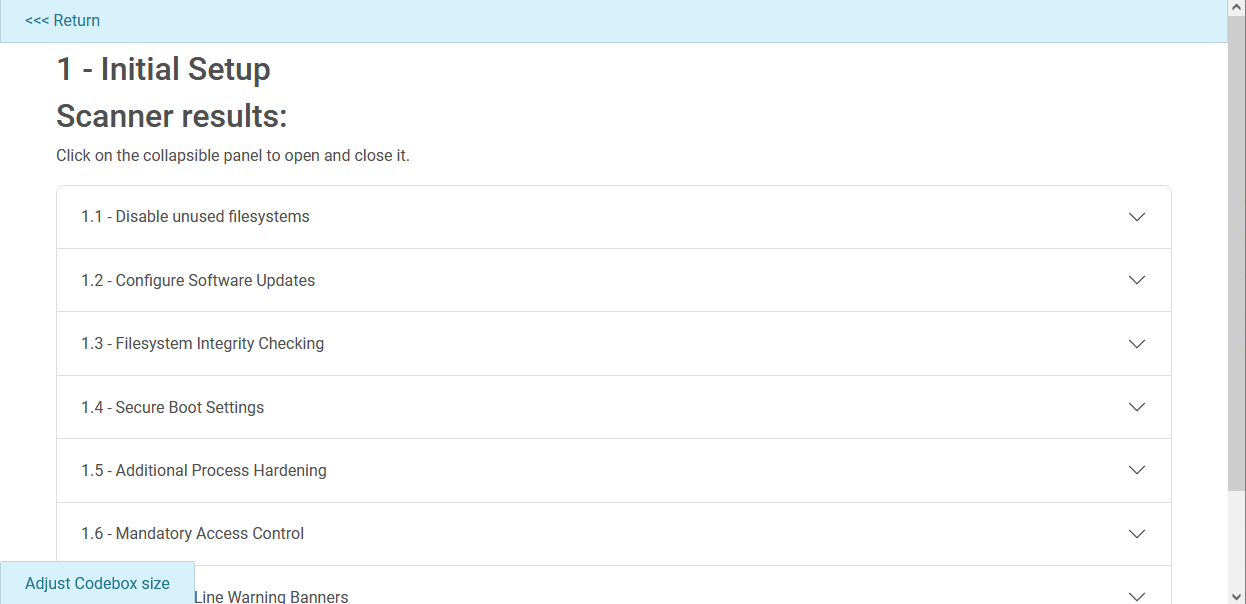 <<< Return
1 - Initial Setup
Scanner results:
Click on the collapsible panel to open and close it.
1.1 - Disable unused filesystems
1.2 - Configure Software Updates
1.3 - Filesystem Integrity Checking
1.4 - Secure Boot Settings
1.5 - Additional Process Hardening
1.6 - Mandatory Access Control
Adjust Codebox size
Line Warning Banners